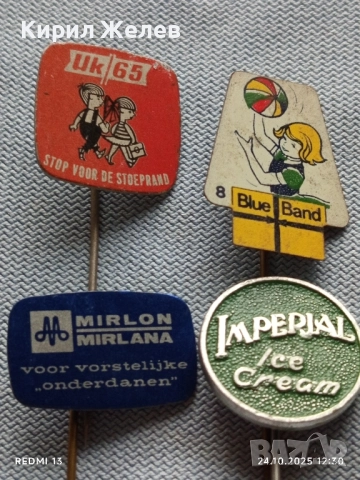 Кирил Желев
Uk 65
STOP VOOR DE STOEPRAND
8
Blue Band
MIRLON
MIRLANA
voor vorstelijke
„onderdanen”
IMPERIAL
Ice
Cream
REDMI 13
24.10.2025 12:30
bazar